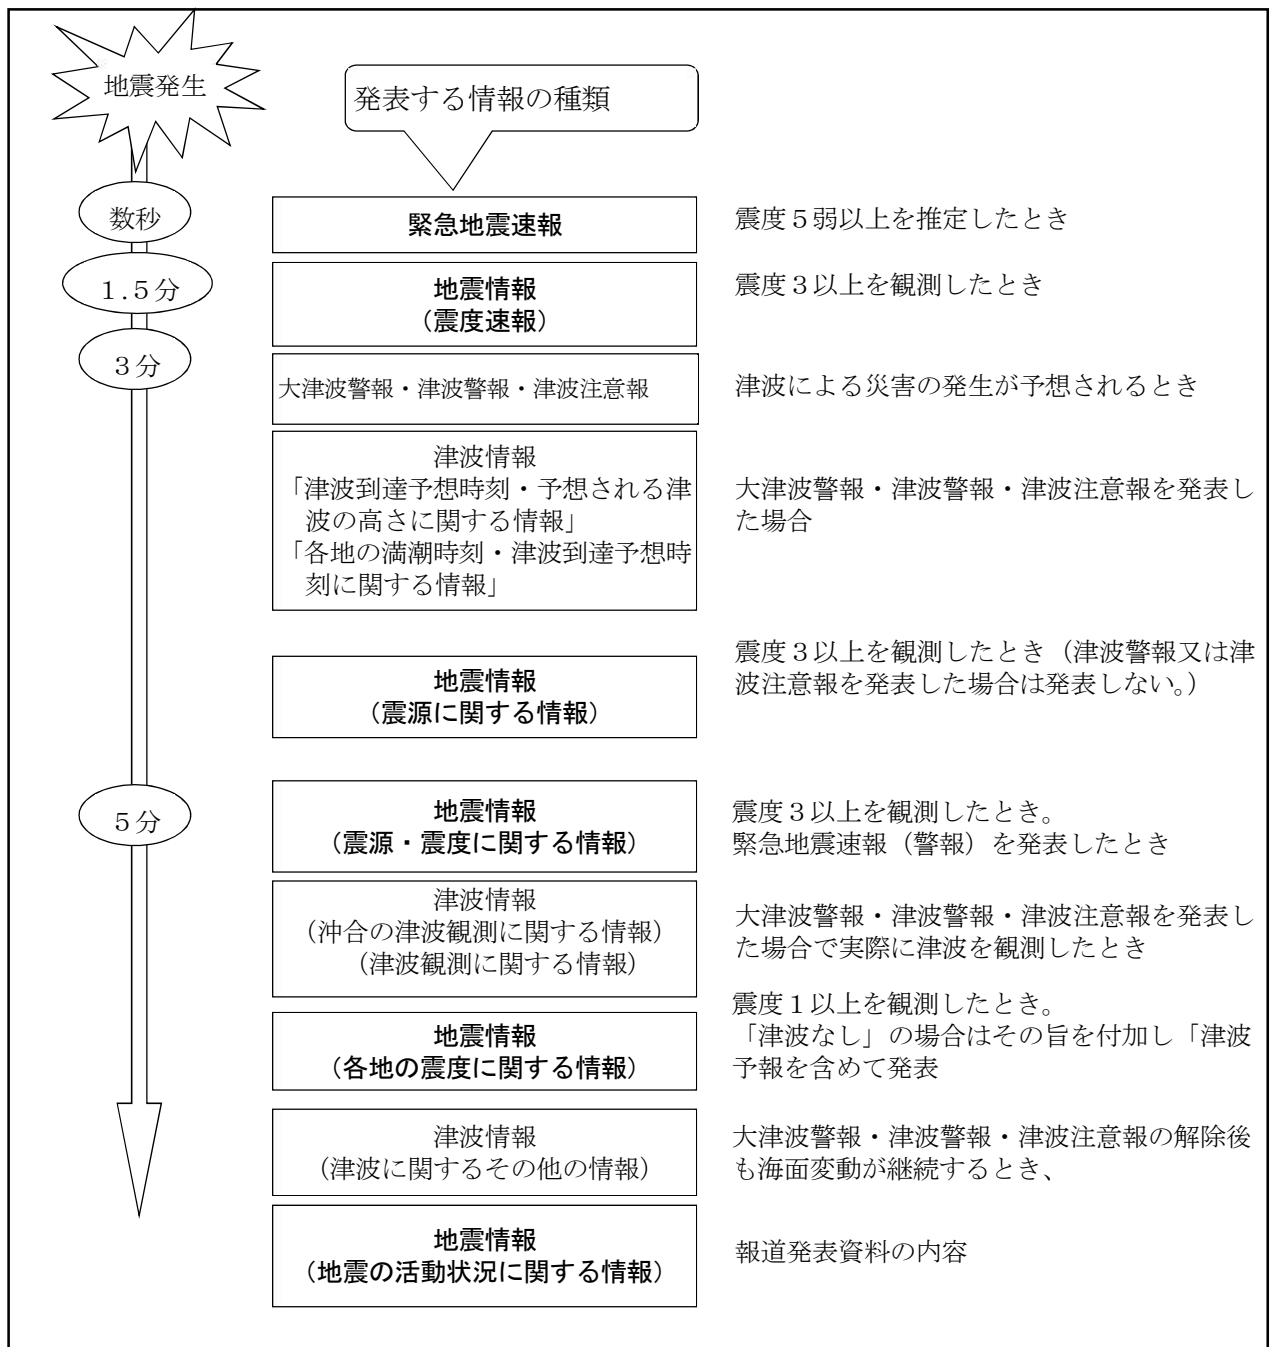 地震発生
発表する情報の種類
数秒
緊急地震速報
震度５弱以上を推定したとき
１.５分
地震情報
（震度速報）
震度３以上を観測したとき
３分
大津波警報・津波警報・津波注意報
津波による災害の発生が予想されるとき
津波情報
「津波到達予想時刻・予想される津
波の高さに関する情報」
「各地の満潮時刻・津波到達予想時
刻に関する情報」
大津波警報・津波警報・津波注意報を発表し
た場合
地震情報
（震源に関する情報）
震度３以上を観測したとき（津波警報又は津
波注意報を発表した場合は発表しない。）
５分
地震情報
（震源・震度に関する情報）
震度３以上を観測したとき。
緊急地震速報（警報）を発表したとき
津波情報
（沖合の津波観測に関する情報）
（津波観測に関する情報）
大津波警報・津波警報・津波注意報を発表し
た場合で実際に津波を観測したとき
地震情報
（各地の震度に関する情報）
震度１以上を観測したとき。
「津波なし」の場合はその旨を付加し「津波
予報を含めて発表
津波情報
（津波に関するその他の情報）
大津波警報・津波警報・津波注意報の解除後
も海面変動が継続するとき、
地震情報
（地震の活動状況に関する情報）
報道発表資料の内容